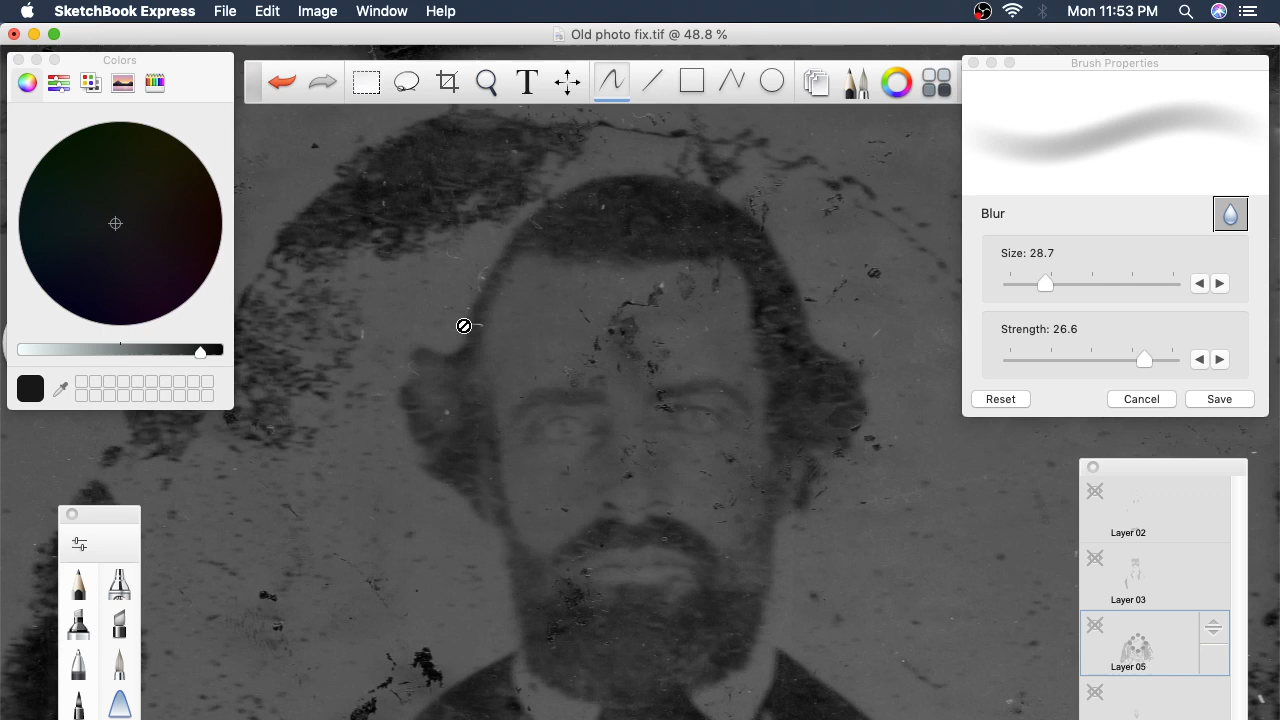 SketchBook Express File Edit Image Window Help Mon 11:53 PM
Old photo fix.tif @ 48.8 %
Colors
T
Brush Properties
Blur
Size: 28.7
Strength: 26.6
Reset Cancel Save
Layer 02
Layer 03
Layer 05